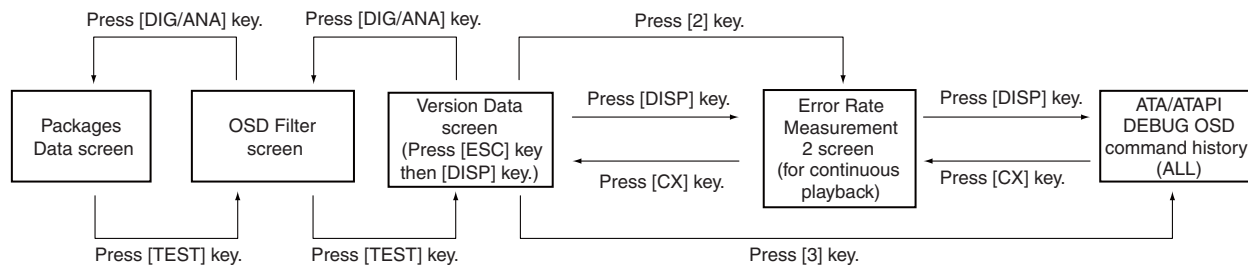 Press [DIG/ANA] key.
Press [DIG/ANA] key.
Press [2] key.
Packages
Data screen
OSD Filter
screen
Version Data
screen
(Press [ESC] key
then [DISP] key.)
Press [DISP] key.
Press [CX] key.
Error Rate
Measurement
2 screen
(for continuous
playback)
Press [DISP] key.
Press [CX] key.
ATA/ATAPI
DEBUG OSD
command history
(ALL)
Press [TEST] key.
Press [TEST] key.
Press [3] key.